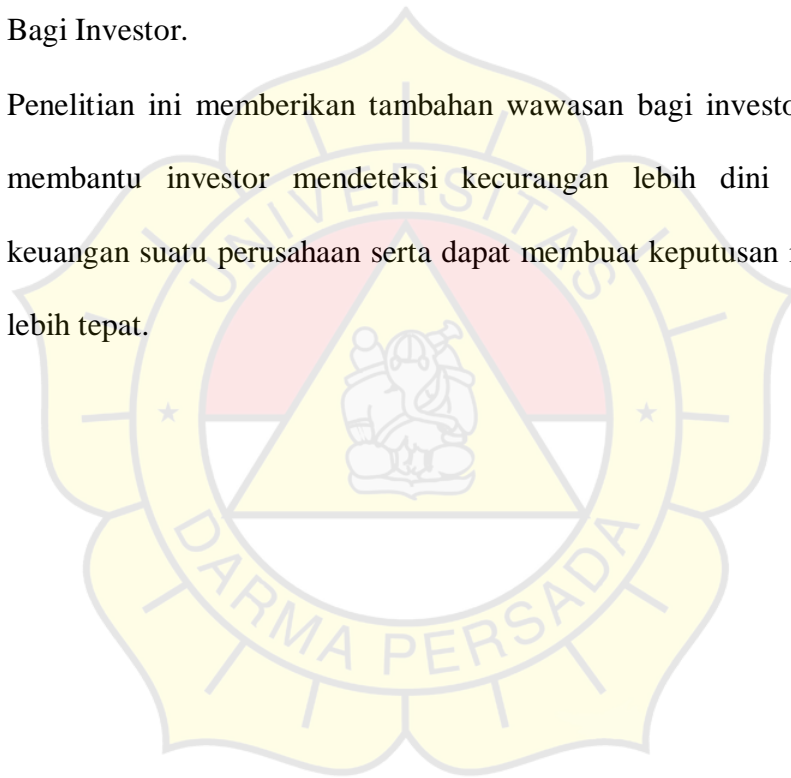 Bagi Investor.
Penelitian ini memberikan tambahan wawasan bagi
membantu investor mendeteksi kecurangan lebih dini
keuangan suatu perusahaan serta dapat membuat keputusan
lebih tepat.
UNIVERSITAS
DARMA PERSADA